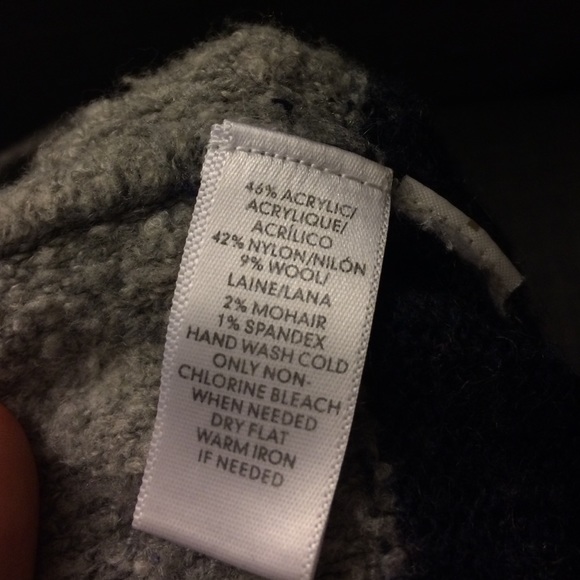 46% ACRYLIC/
ACRYLIQUE/
ACRÍLICO
42% NYLON/NILÓN
9% WOOL/
LAINE/LANA
2% MOHAIR
1% SPANDEX
HAND WASH COLD
ONLY NON-
CHLORINE BLEACH
WHEN NEEDED
DRY FLAT
WARM IRON
IF NEEDED